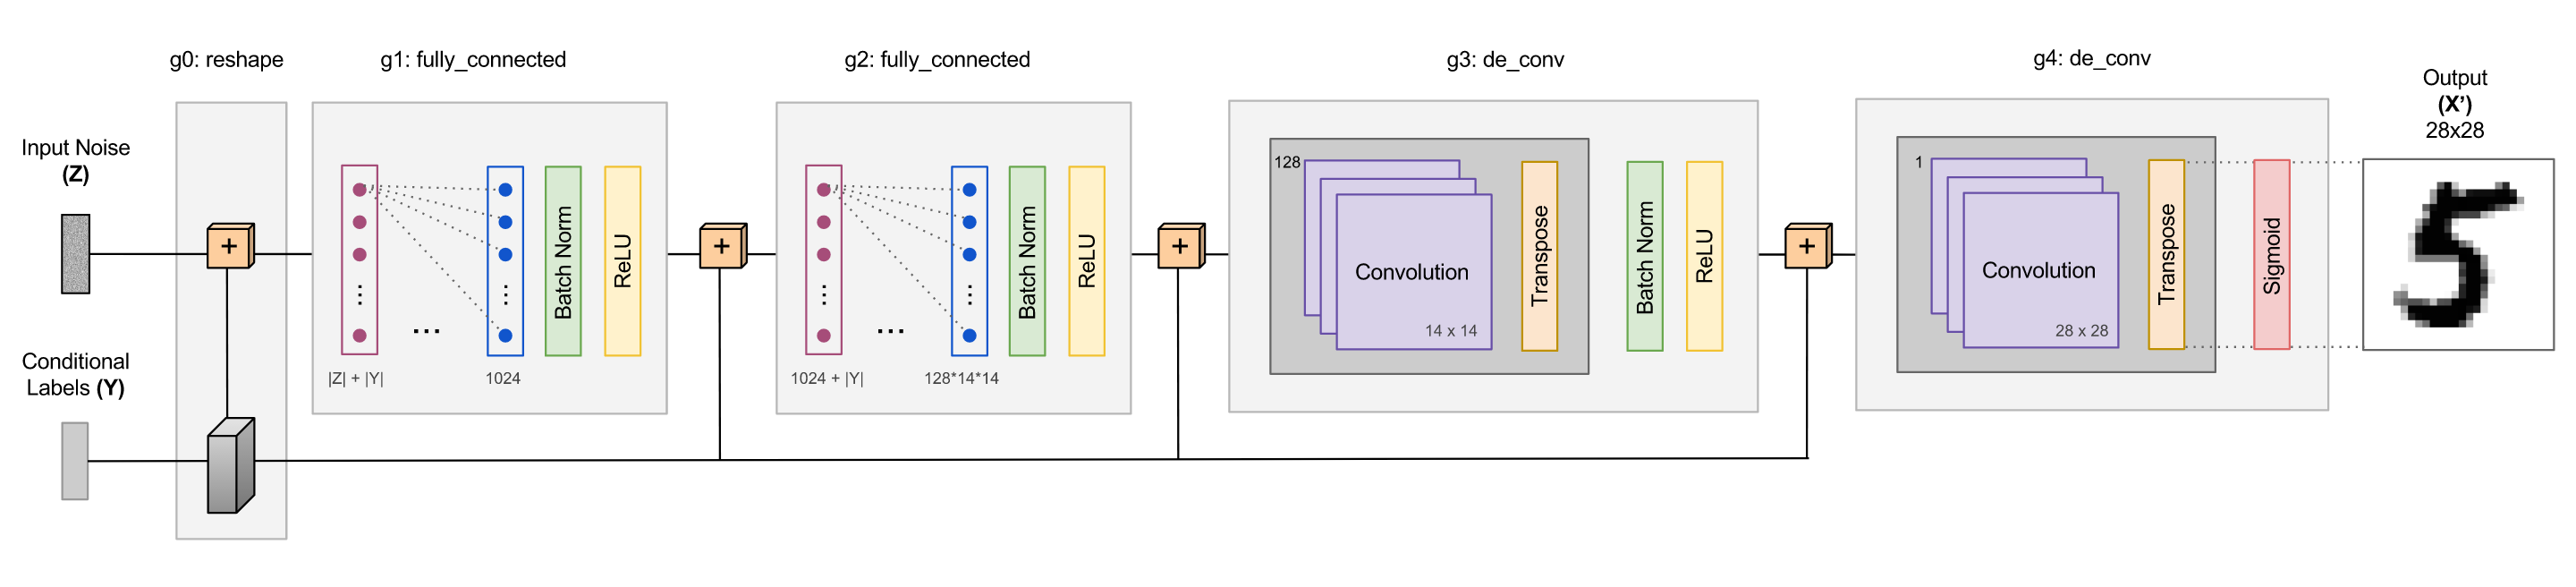 g0: reshape
g1: fully_connected
g2: fully_connected
g3: de_conv
g4: de_conv
Input Noise
(Z)
Conditional
Labels (Y)
+
...
...
...
|Z| + |Y|
1024
Batch Norm
ReLU
+
...
...
...
1024 + |Y|
128*14*14
Batch Norm
ReLU
+
128
Convolution
14 x 14
Transpose
Batch Norm
ReLU
+
1
Convolution
28 x 28
Transpose
Sigmoid
Output
(X’)
28x28
5